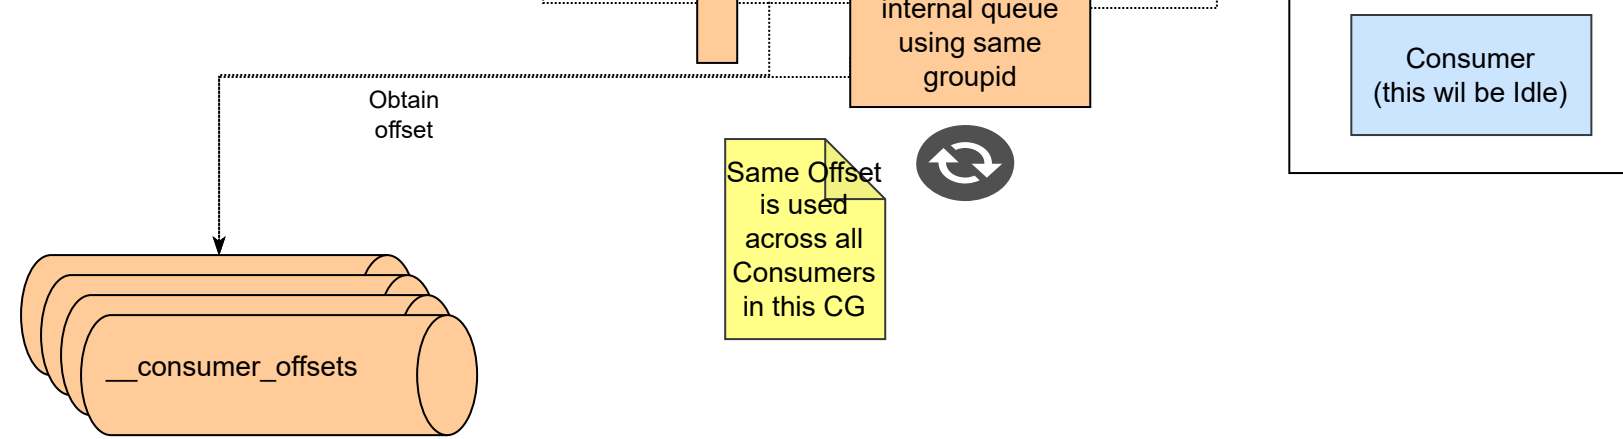 internal queue
using same
groupid
Consumer
(this wil be Idle)
Obtain
offset
Same Offset
is used
across all
Consumers
in this CG
__consumer_offsets